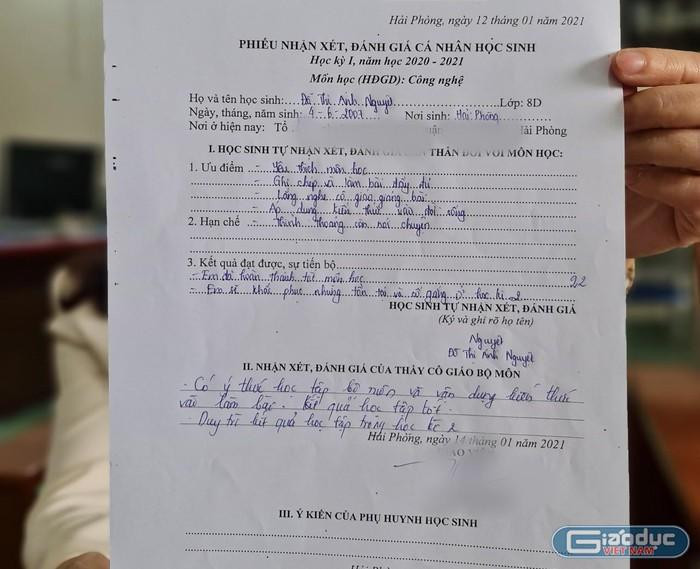 Hải Phòng, ngày 12 tháng 01 năm 2021
PHIẾU NHẬN XÉT, ĐÁNH GIÁ CÁ NHÂN HỌC SINH
Học kỳ I, năm học 2020 - 2021
Môn học (HĐGD): Công nghệ
Họ và tên học sinh: Đỗ Thị Ánh Nguyệt Lớp: 8D
Ngày, tháng, năm sinh: 4-6-2007 Nơi sinh: Hải Phòng
Nơi ở hiện nay: Tổ Hải Phòng
I. HỌC SINH TỰ NHẬN XÉT, ĐÁNH THÂN ĐỐI VỚI MÔN HỌC:
1. Ưu điểm - Yêu thích môn học
- Ghi chép và làm bài đầy đủ
- Lắng nghe cô giáo giảng bài
- Áp dụng kiến thức vào đời sống
2. Hạn chế - Thỉnh thoảng còn nói chuyện
3. Kết quả đạt được, sự tiến bộ
- Em đã hoàn thành tốt môn học 9,2
- Em sẽ khắc phục những tồn tại và cố gắng ở học kì 2
HỌC SINH TỰ NHẬN XÉT, ĐÁNH GIÁ
(Ký và ghi rõ họ tên)
Nguyệt
Đỗ Thị Ánh Nguyệt
II. NHẬN XÉT, ĐÁNH GIÁ CỦA THẦY CÔ GIÁO BỘ MÔN
- Có ý thức học tập bộ môn và vận dụng kiến thức
vào làm bài. Kết quả học tập tốt.
- Duy trì kết quả học tập trong học kì 2
Hải Phòng, ngày 14 tháng 01 năm 2021
III. Ý KIẾN CỦA PHỤ HUYNH HỌC SINH
Giáo dục
VIỆT NAM